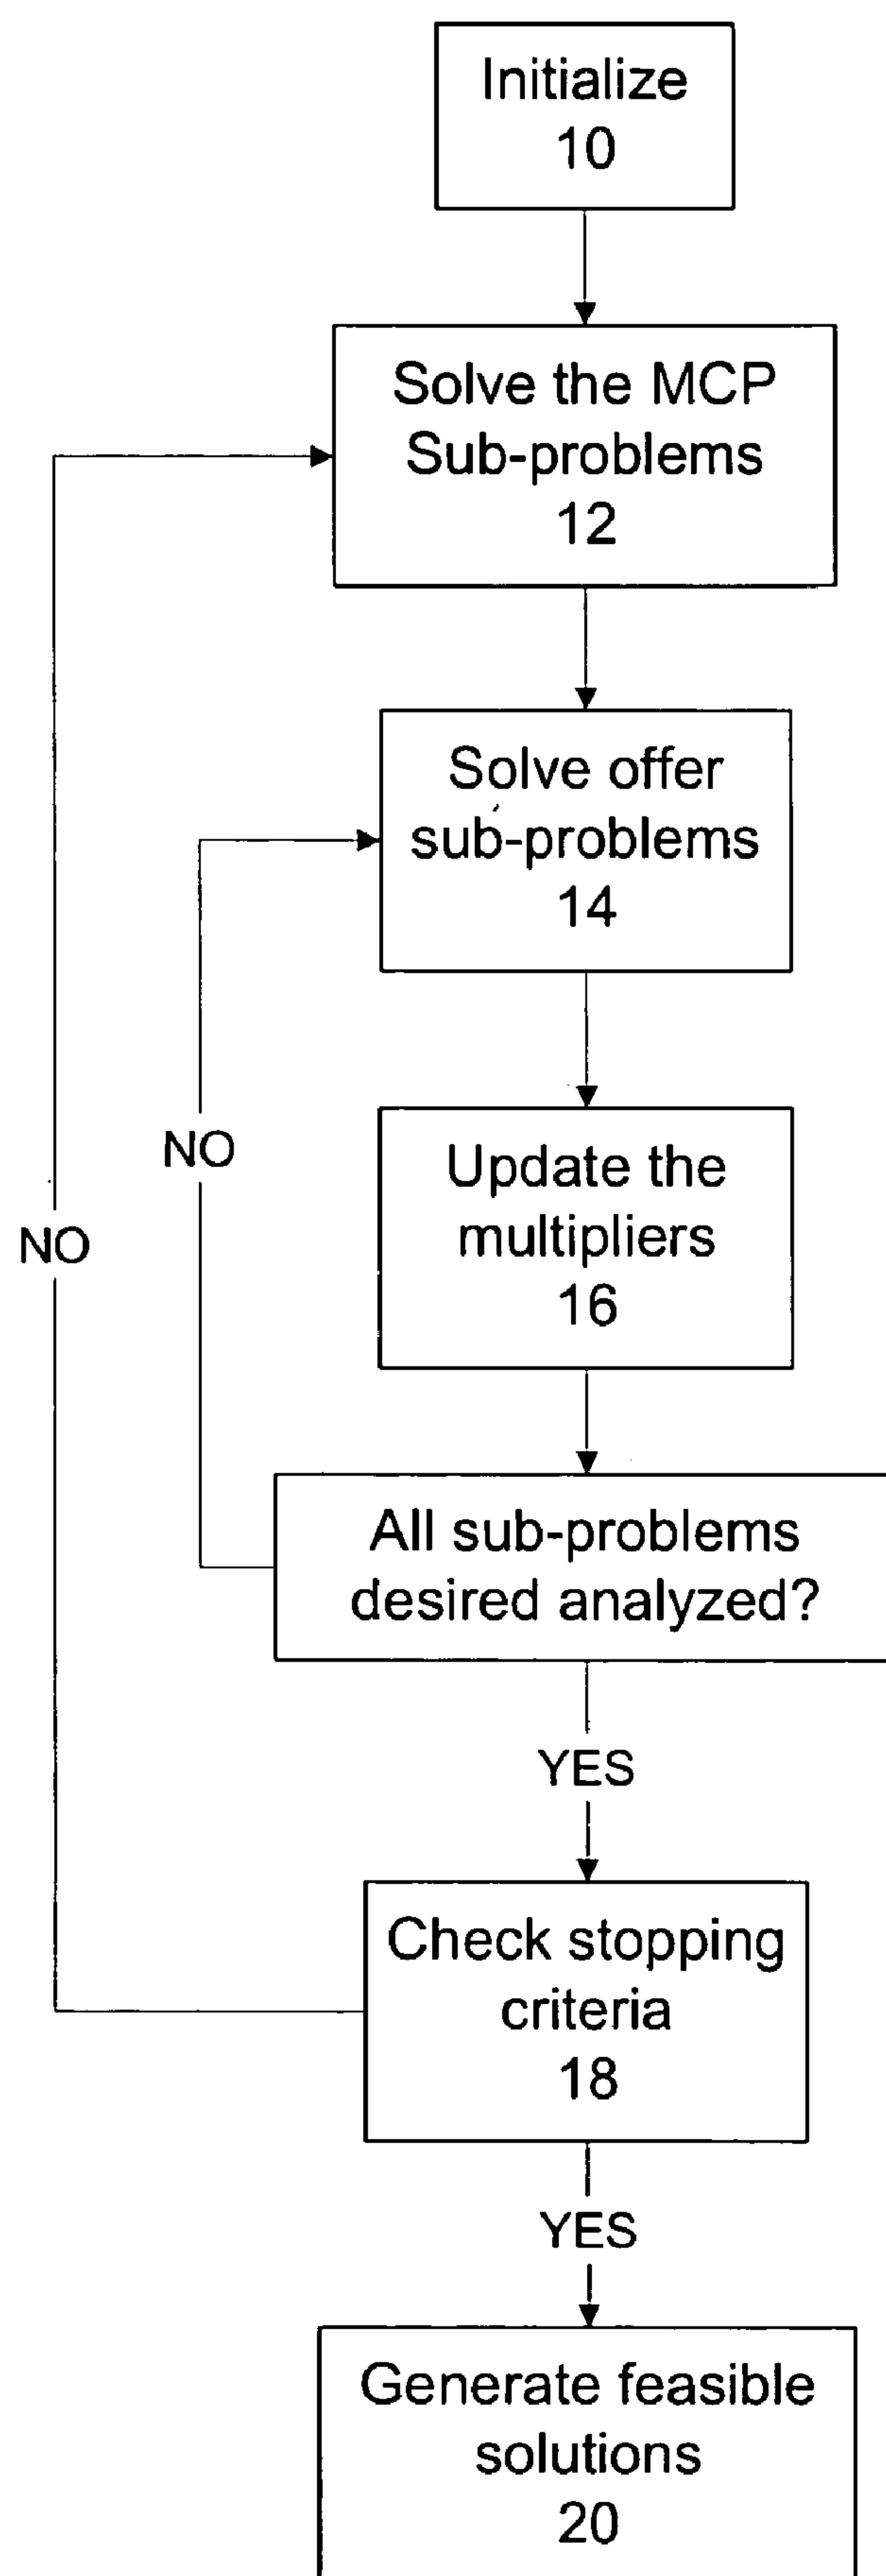 Initialize
10
Solve the MCP
Sub-problems
12
Solve offer
sub-problems
14
NO
Update the
multipliers
16
NO
All sub-problems
desired analyzed?
YES
Check stopping
criteria
18
YES
Generate feasible
solutions
20